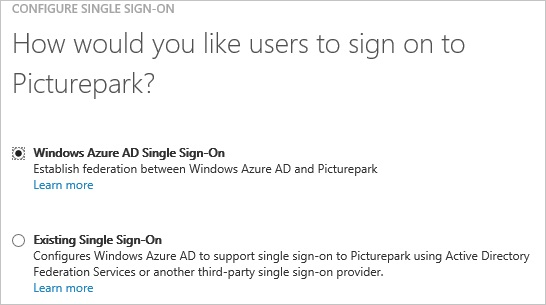 CONFIGURE SINGLE SIGN-ON
How would you like users to sign on to
Picturepark?
Windows Azure AD Single Sign-On
Establish federation between Windows Azure AD and Picturepark
Learn more
Existing Single Sign-On
Configures Windows Azure AD to support single sign-on to Picturepark using Active Directory
Federation Services or another third-party single sign-on provider.
Learn more